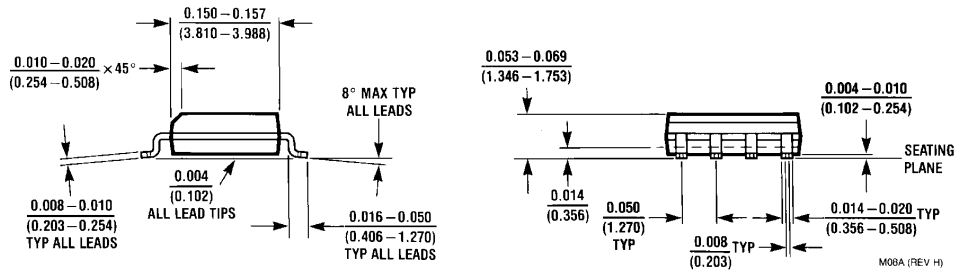 0.150 – 0.157
(3.810 – 3.988)
0.010 – 0.020
(0.254 – 0.508)
× 45°
8° MAX TYP
ALL LEADS
0.004
(0.102)
ALL LEAD TIPS
0.008 – 0.010
(0.203 – 0.254)
TYP ALL LEADS
0.016 – 0.050
(0.406 – 1.270)
TYP ALL LEADS
0.053 – 0.069
(1.346 – 1.753)
0.004 – 0.010
(0.102 – 0.254)
SEATING
PLANE
0.014
(0.356)
0.050
(1.270)
TYP
0.014 – 0.020 TYP
(0.356 – 0.508)
0.008 TYP
(0.203)
M08A (REV H)